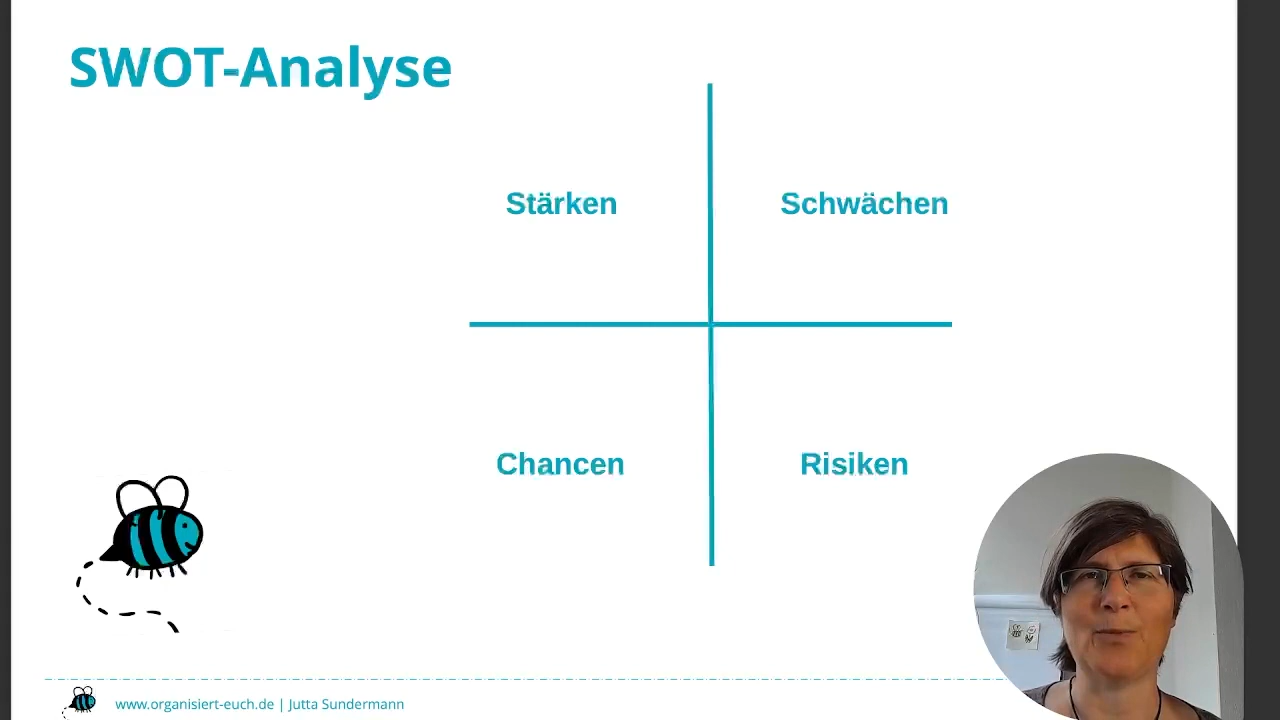 SWOT-Analyse
Stärken
Schwächen
Chancen
Risiken
www.organisiert-euch.de | Jutta Sundermann